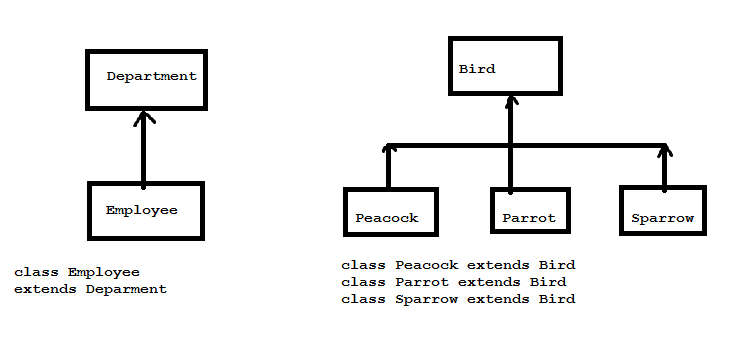 Department
Employee
class Employee
extends Deparment
Bird
Peacock
Parrot
Sparrow
class Peacock extends Bird
class Parrot extends Bird
class Sparrow extends Bird